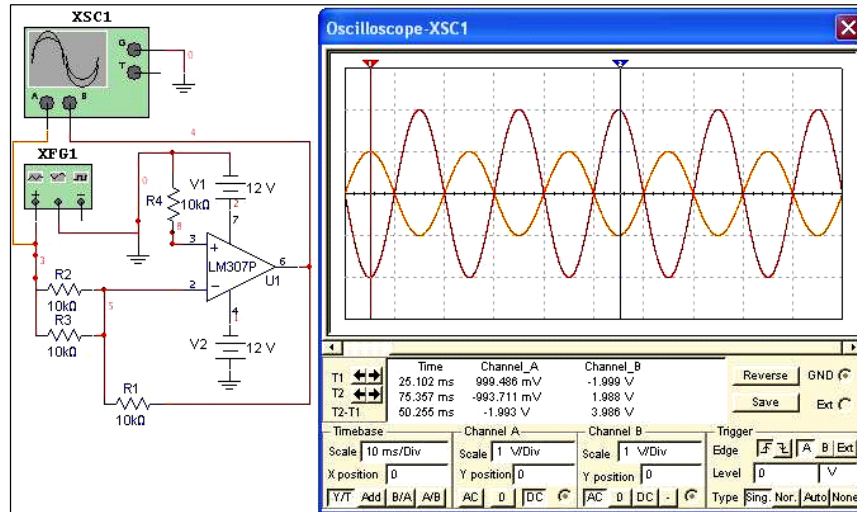 XSC1
G
T
A
B
0
4
XFG1
0
V1
12 V
2
R4
10kΩ
7
8
3
6
LM307P
U1
3
R2
10kΩ
2
5
R3
10kΩ
4
1
V2
12 V
R1
10kΩ
Oscilloscope-XSC1
1
2
Time Channel_A Channel_B
T1 25.102 ms 999.486 mV -1.999 V
T2 75.357 ms -993.711 mV 1.988 V
T2-T1 50.255 ms -1.993 V 3.986 V
Reverse
Save
GND
Ext
Timebase
Scale 10 ms/Div
X position 0
Y/T Add B/A A/B
Channel A
Scale 1 V/Div
Y position 0
AC 0 DC
Channel B
Scale 1 V/Div
Y position 0
AC 0 DC -
Trigger
Edge A B Ext
Level 0 V
Type Sing. Nor. Auto None